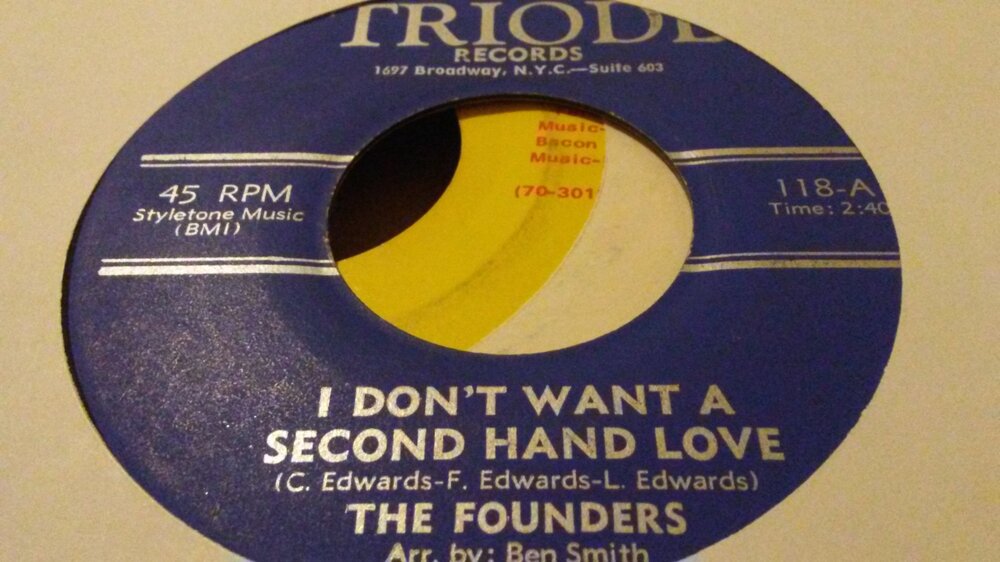 TRIODE
RECORDS
1697 Broadway, N.Y.C.—Suite 603
Music-
Bacon
Music-
(70-301
45 RPM
Styletone Music
(BMI)
118-A
Time: 2:40
I DON'T WANT A
SECOND HAND LOVE
(C. Edwards-F. Edwards-L. Edwards)
THE FOUNDERS
Arr. by: Ben Smith